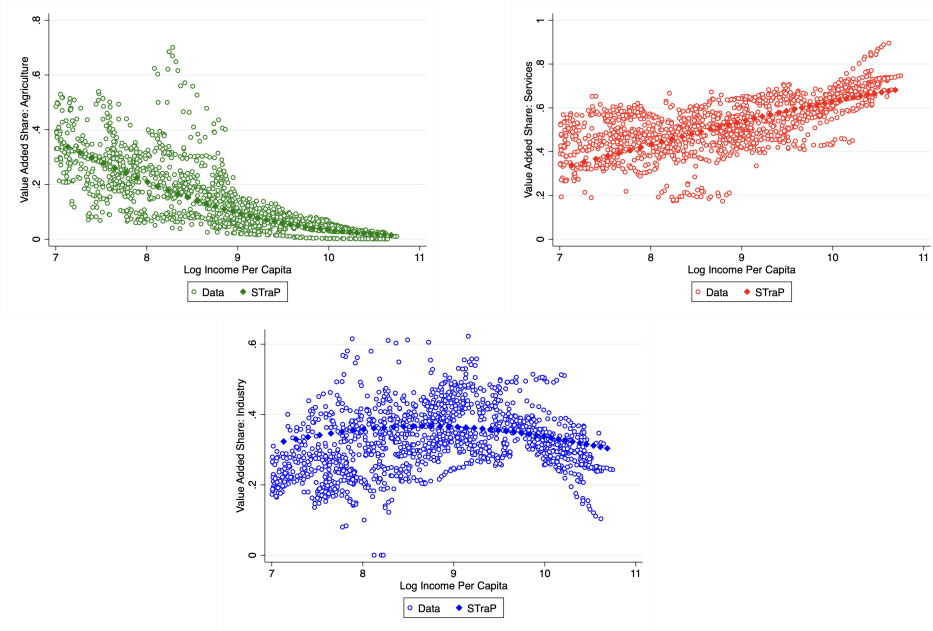 Value Added Share: Agriculture
.8
.6
.4
.2
0
7
8
9
10
11
Log Income Per Capita
Data
STraP
Value Added Share: Services
1
.8
.6
.4
.2
0
7
8
9
10
11
Log Income Per Capita
Data
STraP
Value Added Share: Industry
.6
.4
.2
0
7
8
9
10
11
Log Income Per Capita
Data
STraP